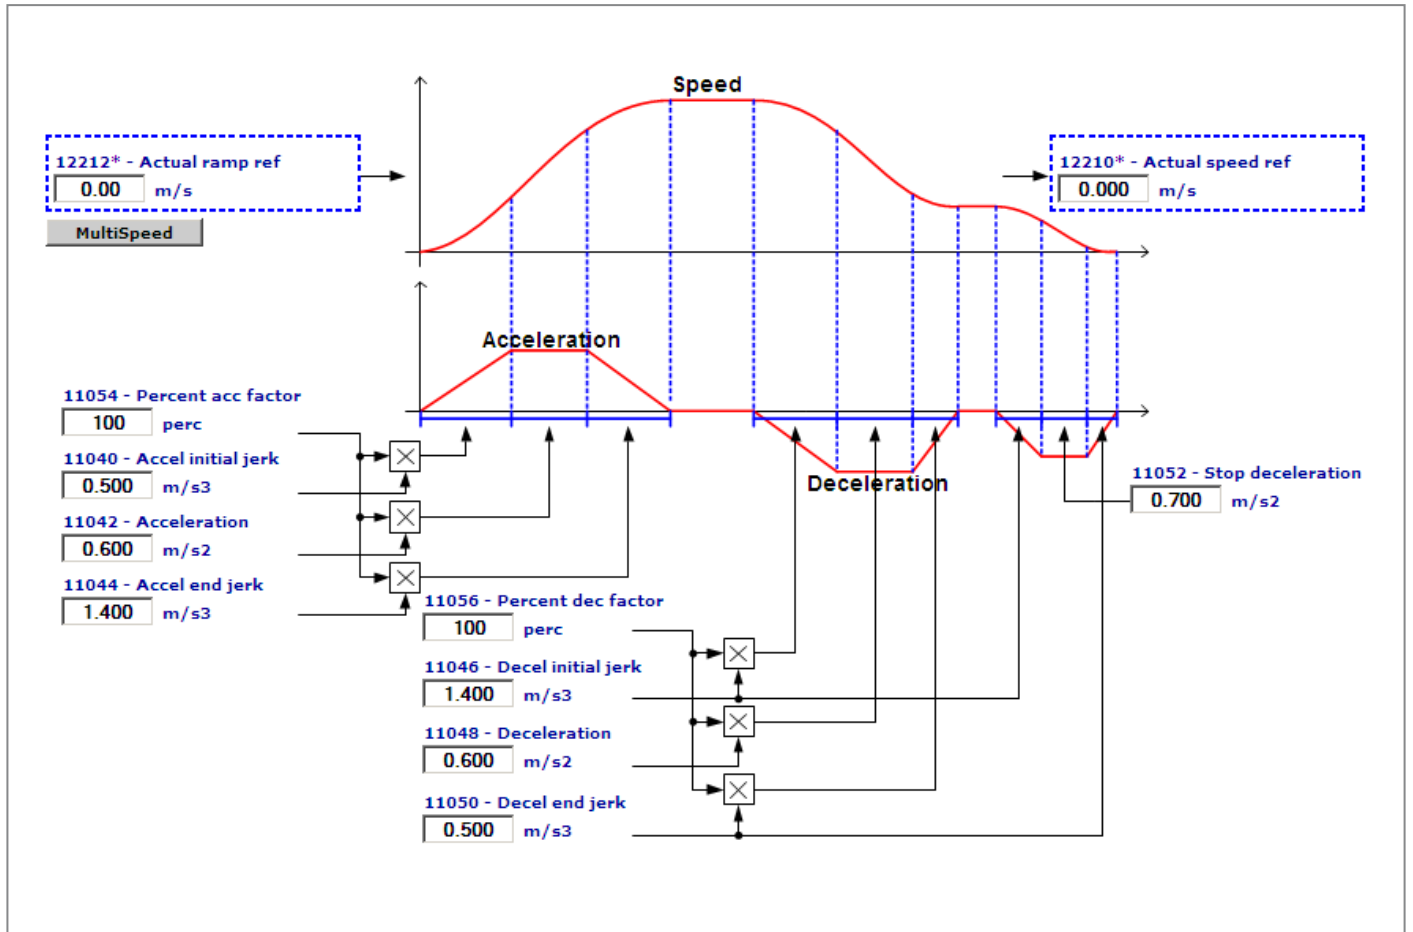 Speed
12212* - Actual ramp ref
0.00 m/s
MultiSpeed
12210* - Actual speed ref
0.000 m/s
Acceleration
11054 - Percent acc factor
100 perc
11040 - Accel initial jerk
0.500 m/s3
11042 - Acceleration
0.600 m/s2
11044 - Accel end jerk
1.400 m/s3
Deceleration
11052 - Stop deceleration
0.700 m/s2
11056 - Percent dec factor
100 perc
11046 - Decel initial jerk
1.400 m/s3
11048 - Deceleration
0.600 m/s2
11050 - Decel end jerk
0.500 m/s3